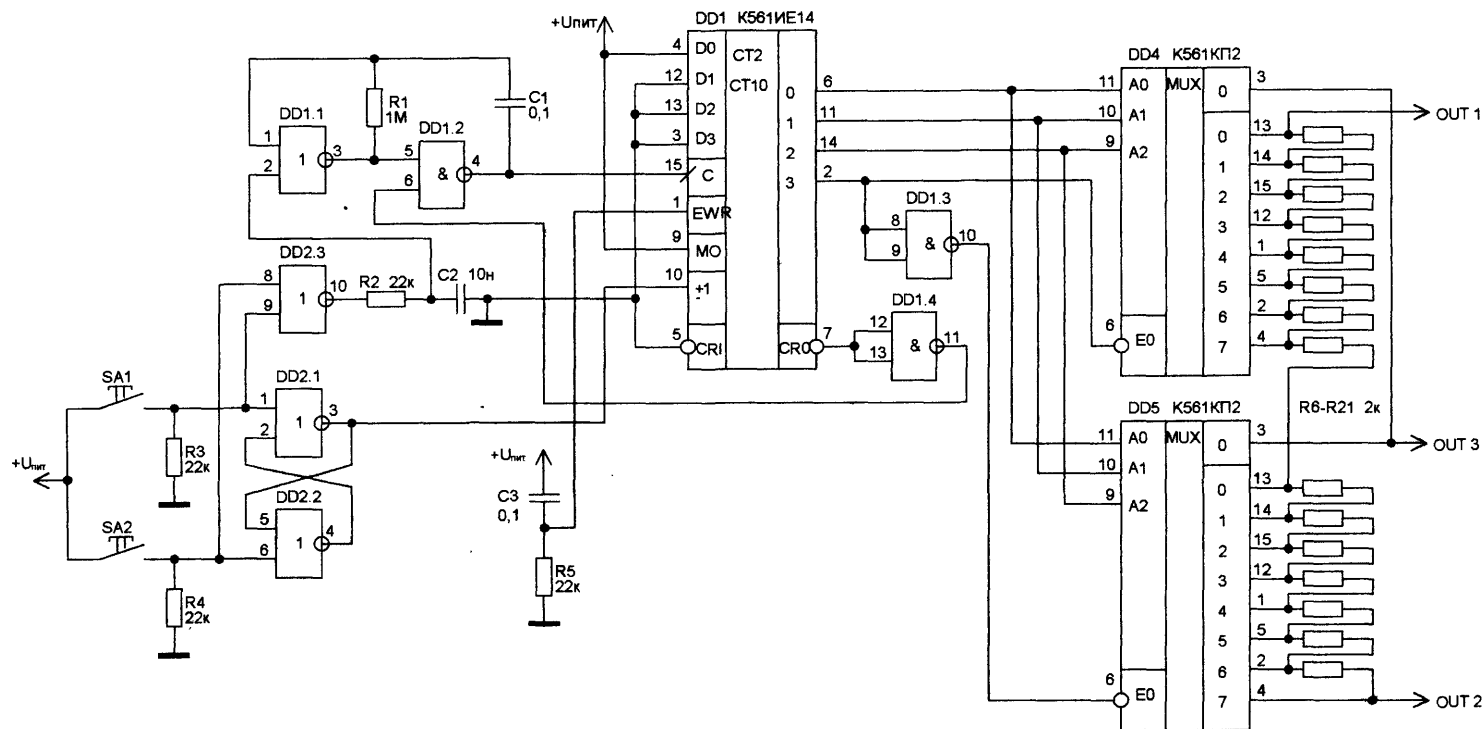 +Uпит
DD1 К561ИЕ14
4 D0
12 D1
13 D2
3 D3
15 C
1 EWR
9 MO
10 +1
5 CRI
CT2
CT10
0 6
1 11
2 14
3 2
CR0 7
DD1.1
1
2
1
3
R1
1М
C1
0,1
DD1.2
5
6
&
4
DD2.3
8
9
1
10
R2 22к
C2 10н
DD1.3
8
9
&
10
DD1.4
12
13
&
11
SA1
R3
22к
DD2.1
1
2
1
3
+Uпит
SA2
R4
22к
DD2.2
5
6
1
4
+Uпит
C3
0,1
R5
22к
DD4 К561КП2
11 A0
10 A1
9 A2
6 E0
MUX
0 3
0 13
1 14
2 15
3 12
4 1
5 5
6 2
7 4
OUT 1
R6-R21 2к
DD5 К561КП2
11 A0
10 A1
9 A2
6 E0
MUX
0 3
OUT 3
0 13
1 14
2 15
3 12
4 1
5 5
6 2
7 4
OUT 2